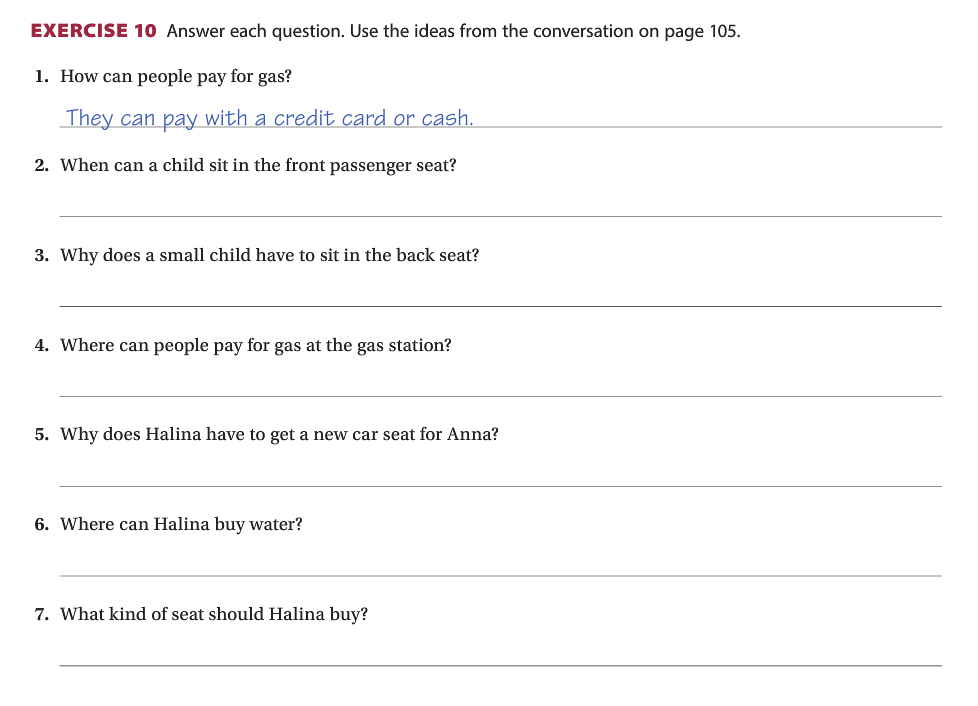 EXERCISE 10 Answer each question. Use the ideas from the conversation on page 105.
1. How can people pay for gas?
They can pay with a credit card or cash.
2. When can a child sit in the front passenger seat?
3. Why does a small child have to sit in the back seat?
4. Where can people pay for gas at the gas station?
5. Why does Halina have to get a new car seat for Anna?
6. Where can Halina buy water?
7. What kind of seat should Halina buy?